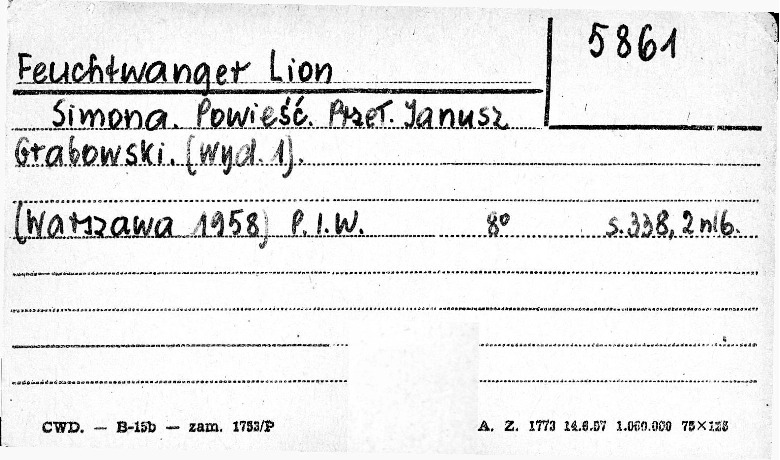 5861
Feuchtwanger Lion
Simona. Powieść. Przeł. Janusz
Grabowski. [Wyd. 1].
[Warszawa 1958] P.I.W. 8° s. 338, 2 nlb.
CWD. — B-15b — zam. 1753/P A. Z. 1773 14.6.57 1.000.000 75×125